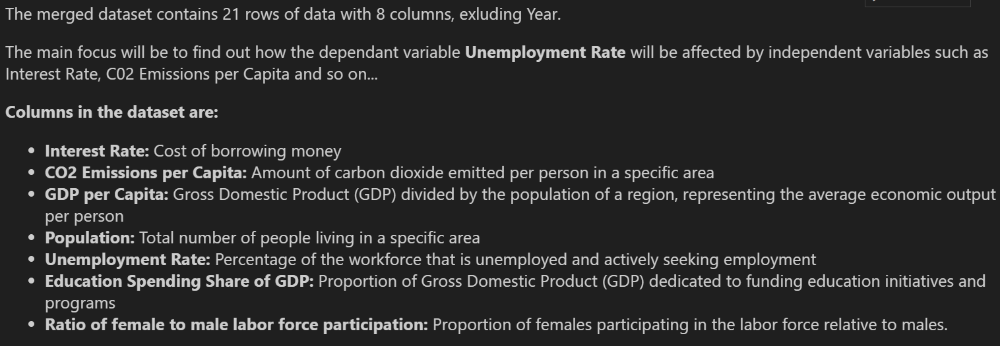 The merged dataset contains 21 rows of data with 8 columns, exluding Year.
The main focus will be to find out how the dependant variable Unemployment Rate will be affected by independent variables such as
Interest Rate, C02 Emissions per Capita and so on...
Columns in the dataset are:
• Interest Rate: Cost of borrowing money
• CO2 Emissions per Capita: Amount of carbon dioxide emitted per person in a specific area
• GDP per Capita: Gross Domestic Product (GDP) divided by the population of a region, representing the average economic output
per person
• Population: Total number of people living in a specific area
• Unemployment Rate: Percentage of the workforce that is unemployed and actively seeking employment
• Education Spending Share of GDP: Proportion of Gross Domestic Product (GDP) dedicated to funding education initiatives and
programs
• Ratio of female to male labor force participation: Proportion of females participating in the labor force relative to males.